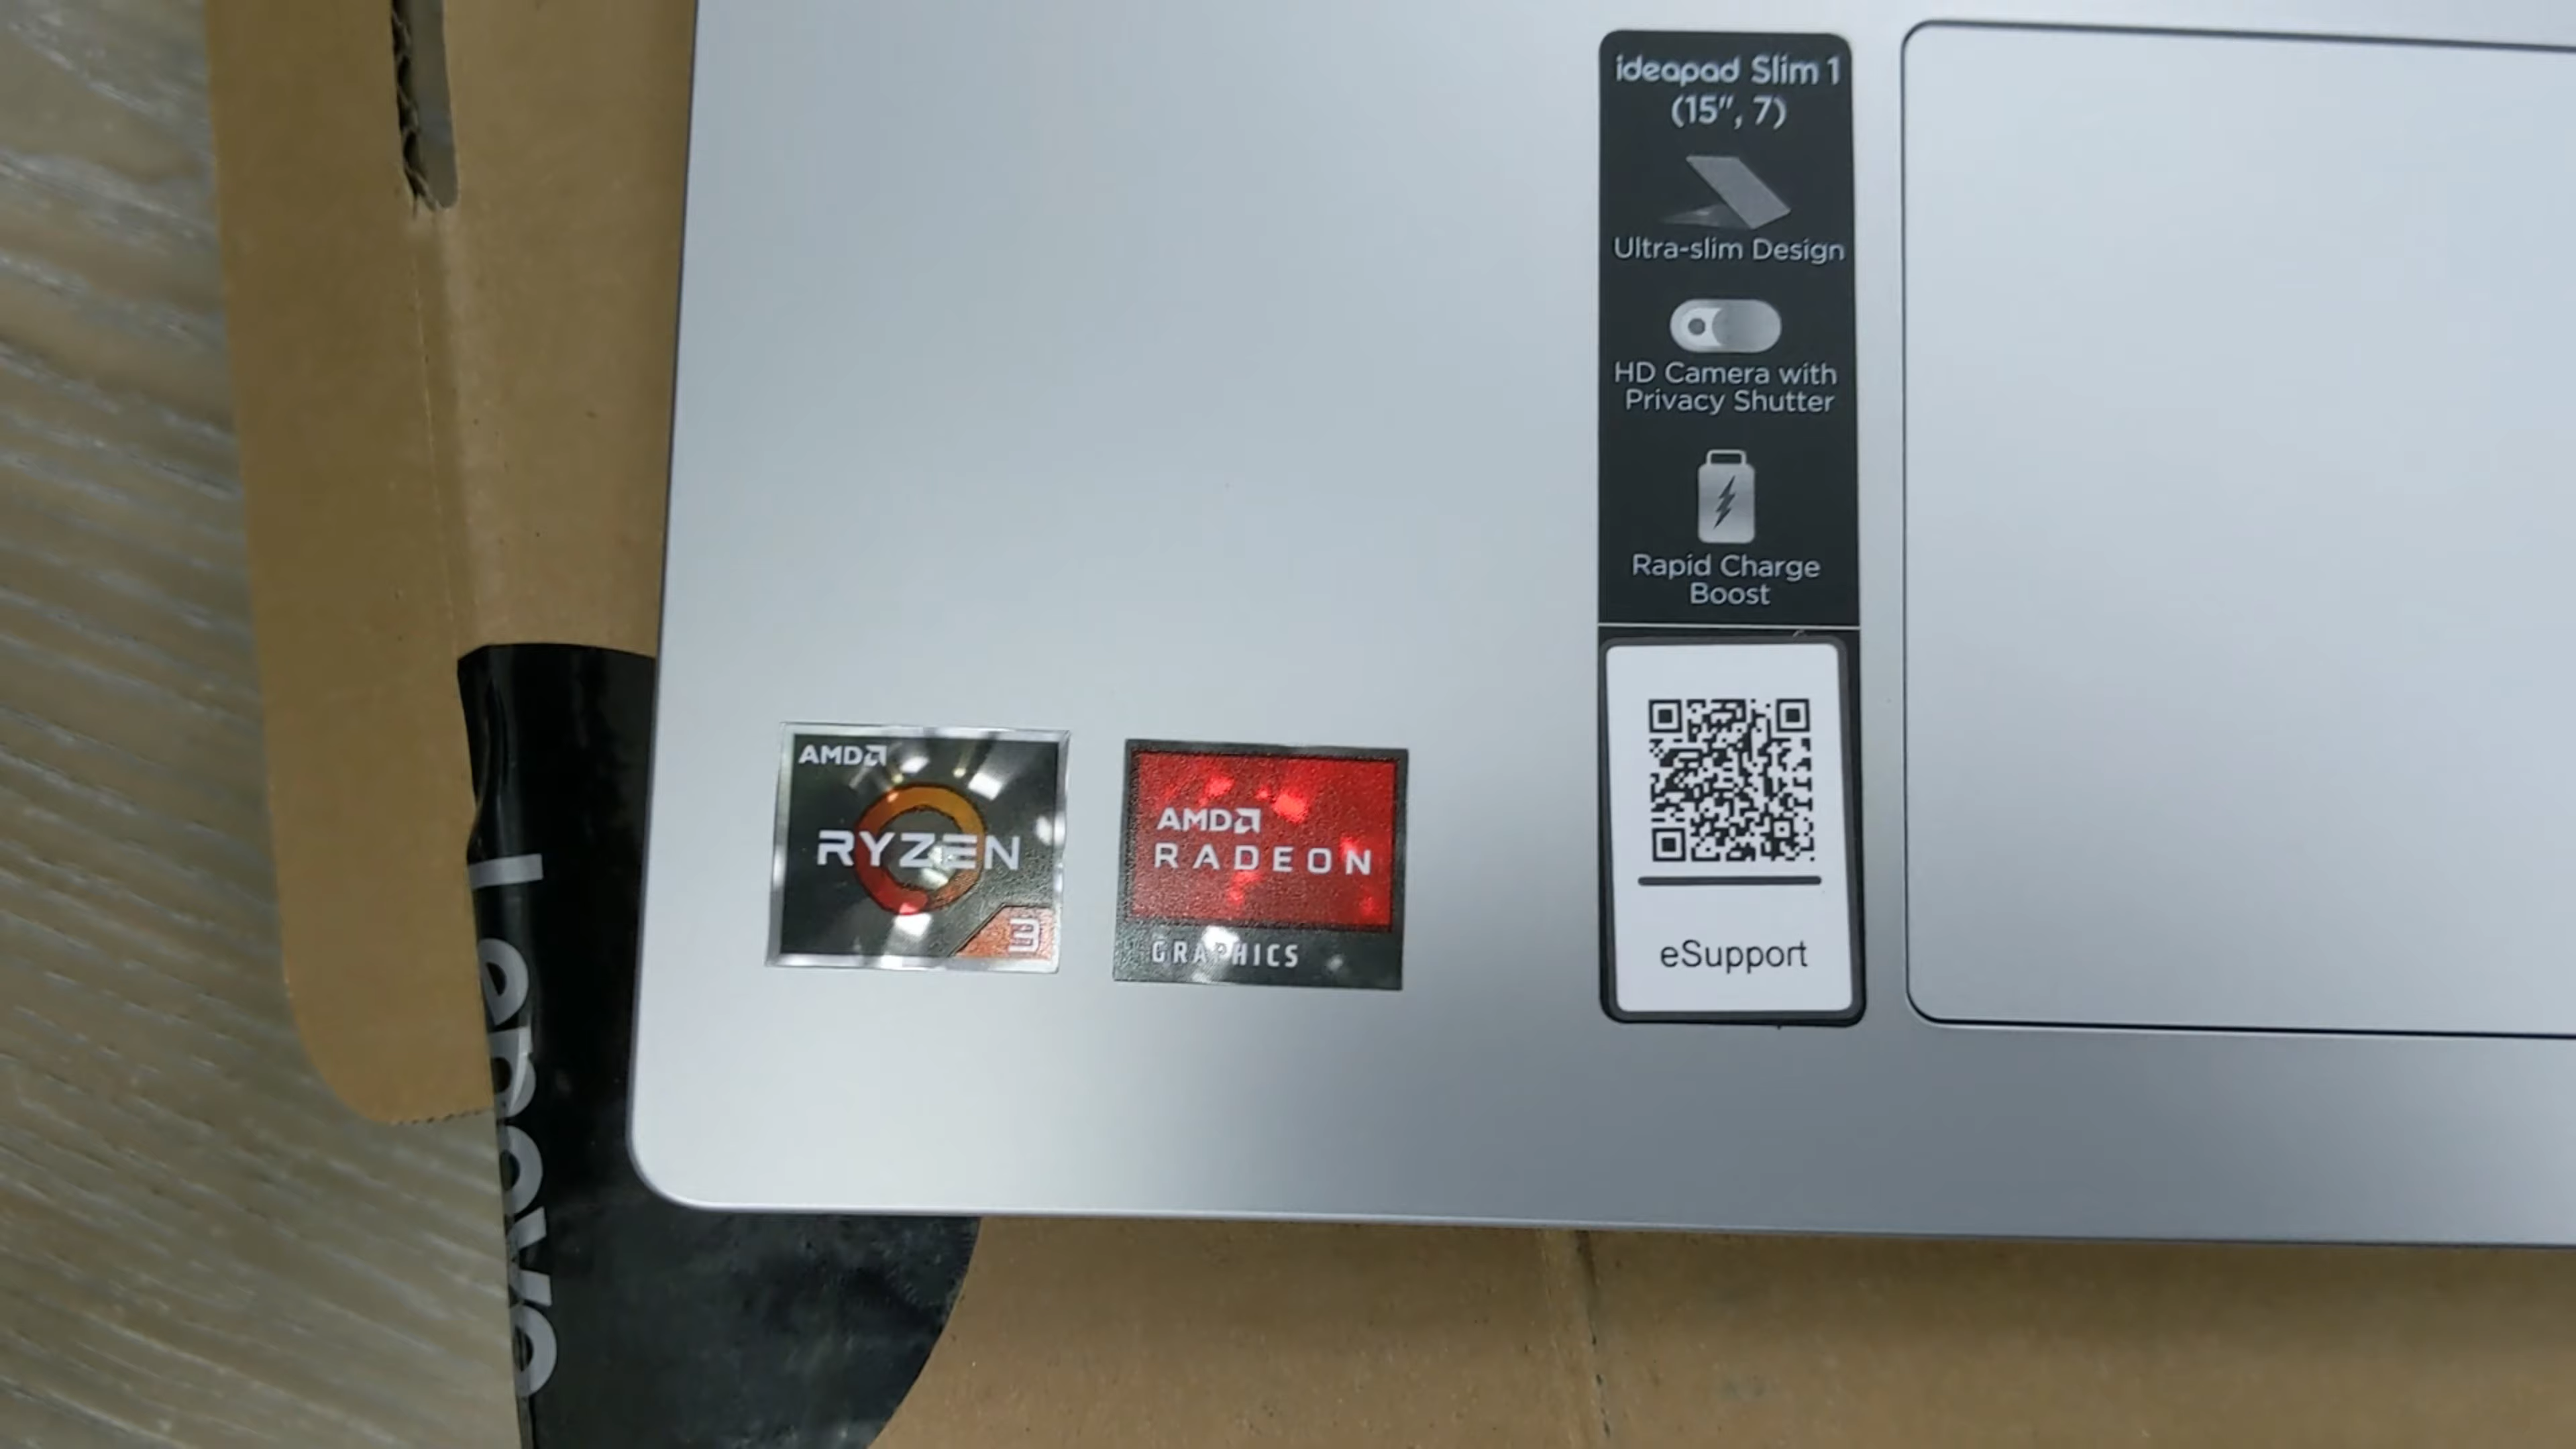 ideapad Slim 1
(15", 7)
Ultra-slim Design
HD Camera with
Privacy Shutter
Rapid Charge
Boost
AMD
RYZEN
3
AMD
RADEON
GRAPHICS
eSupport
Lenovo